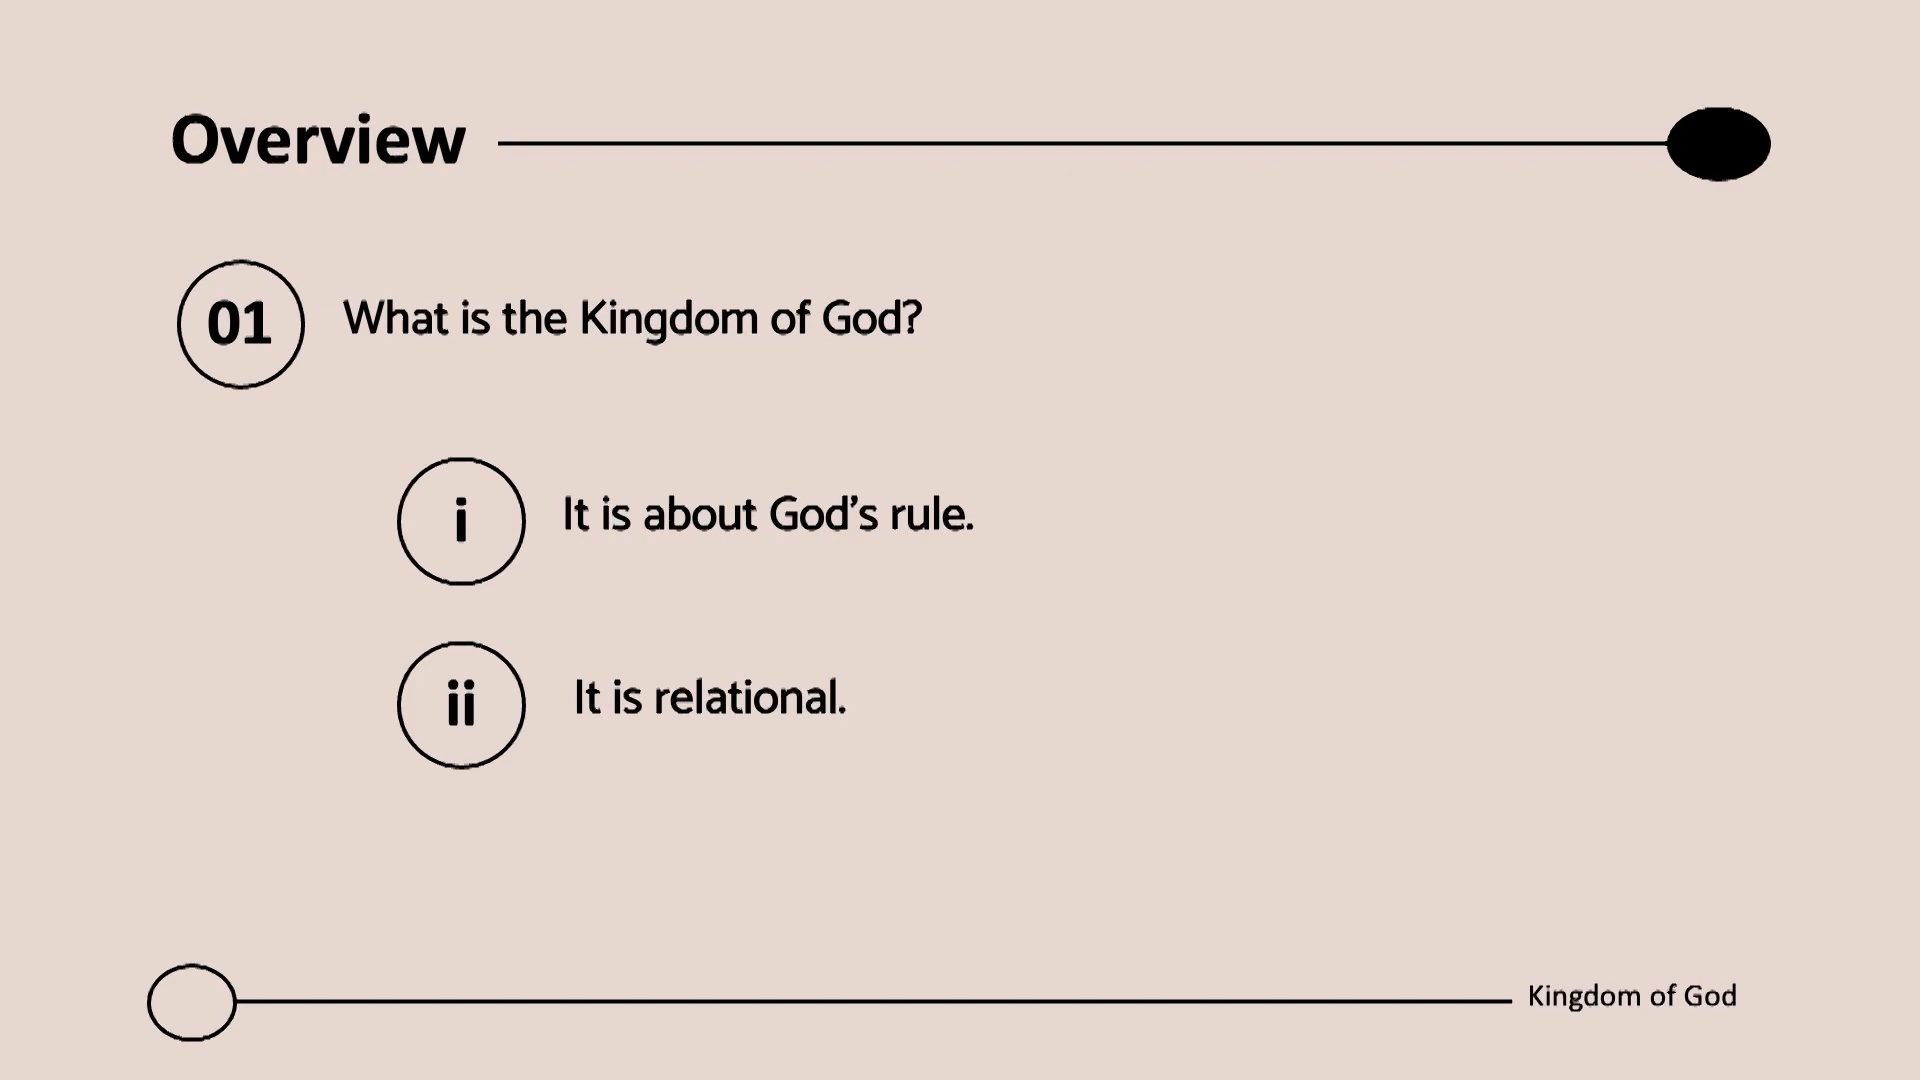 Overview
01 What is the Kingdom of God?
i It is about God’s rule.
ii It is relational.
Kingdom of God